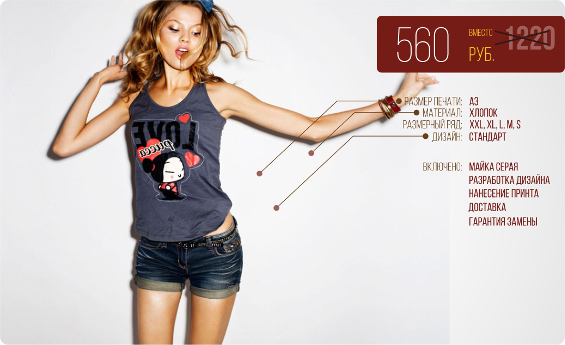 560
ВМЕСТО
РУБ.
1220
РАЗМЕР ПЕЧАТИ: А3
МАТЕРИАЛ: ХЛОПОК
РАЗМЕРНЫЙ РЯД: XXL, XL, L, M, S
ДИЗАЙН: СТАНДАРТ
ВКЛЮЧЕНО: МАЙКА СЕРАЯ
РАЗРАБОТКА ДИЗАЙНА
НАНЕСЕНИЕ ПРИНТА
ДОСТАВКА
ГАРАНТИЯ ЗАМЕНЫ
LOVE
pucca